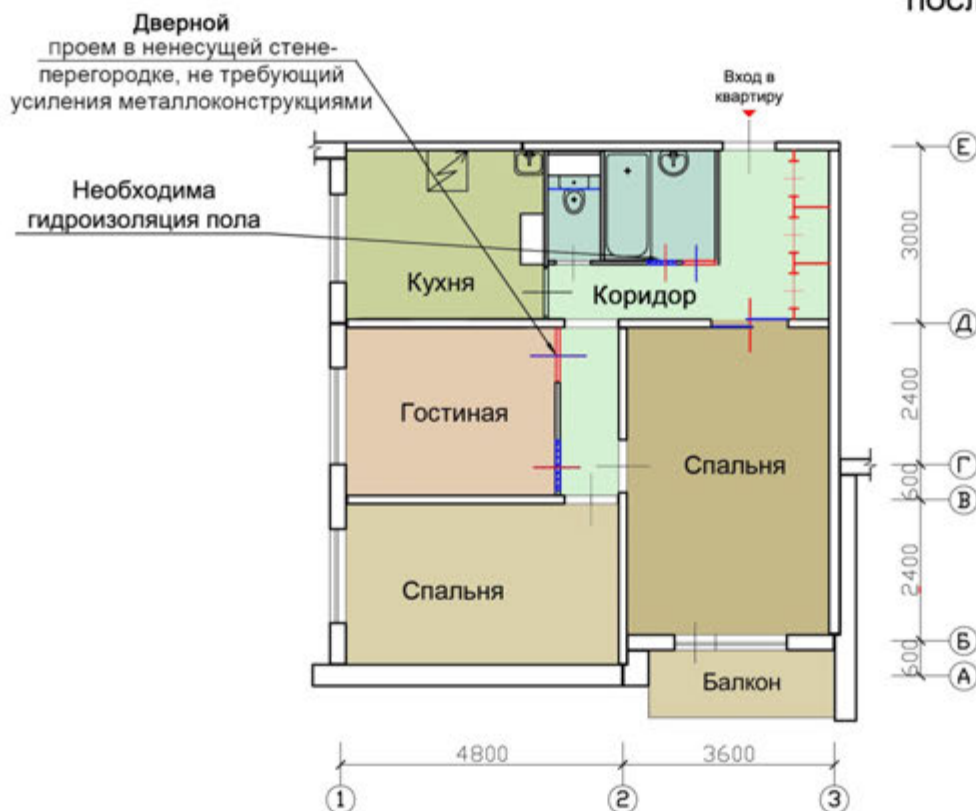 ПОСЛ
Дверной
проем в ненесущей стене-
перегородке, не требующий
усиления металлоконструкциями
Вход в
квартиру
Необходима
гидроизоляция пола
Кухня
Коридор
Гостиная
Спальня
Спальня
Балкон
Е
3000
Д
2400
Г
600
В
2400
Б
600
А
4800
3600
1
2
3